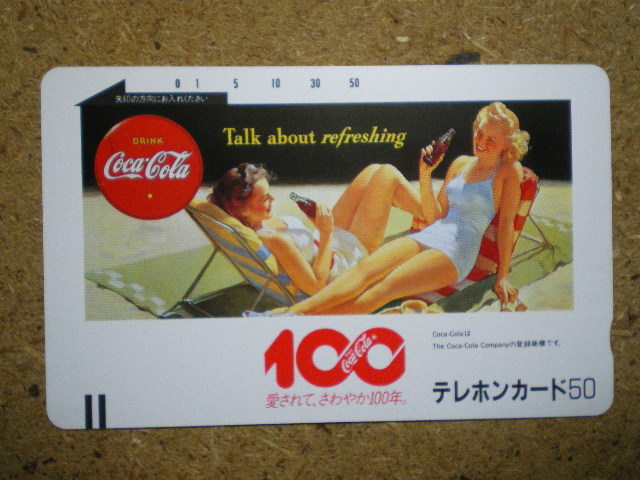 0 1 5 10 30 50
矢印の方向にお入れください
DRINK
Coca-Cola
Talk about refreshing
100
Coca-Cola
愛されて、さわやか100年。
Coca-Colaは
The Coca-Cola Companyの登録商標です。
テレホンカード50